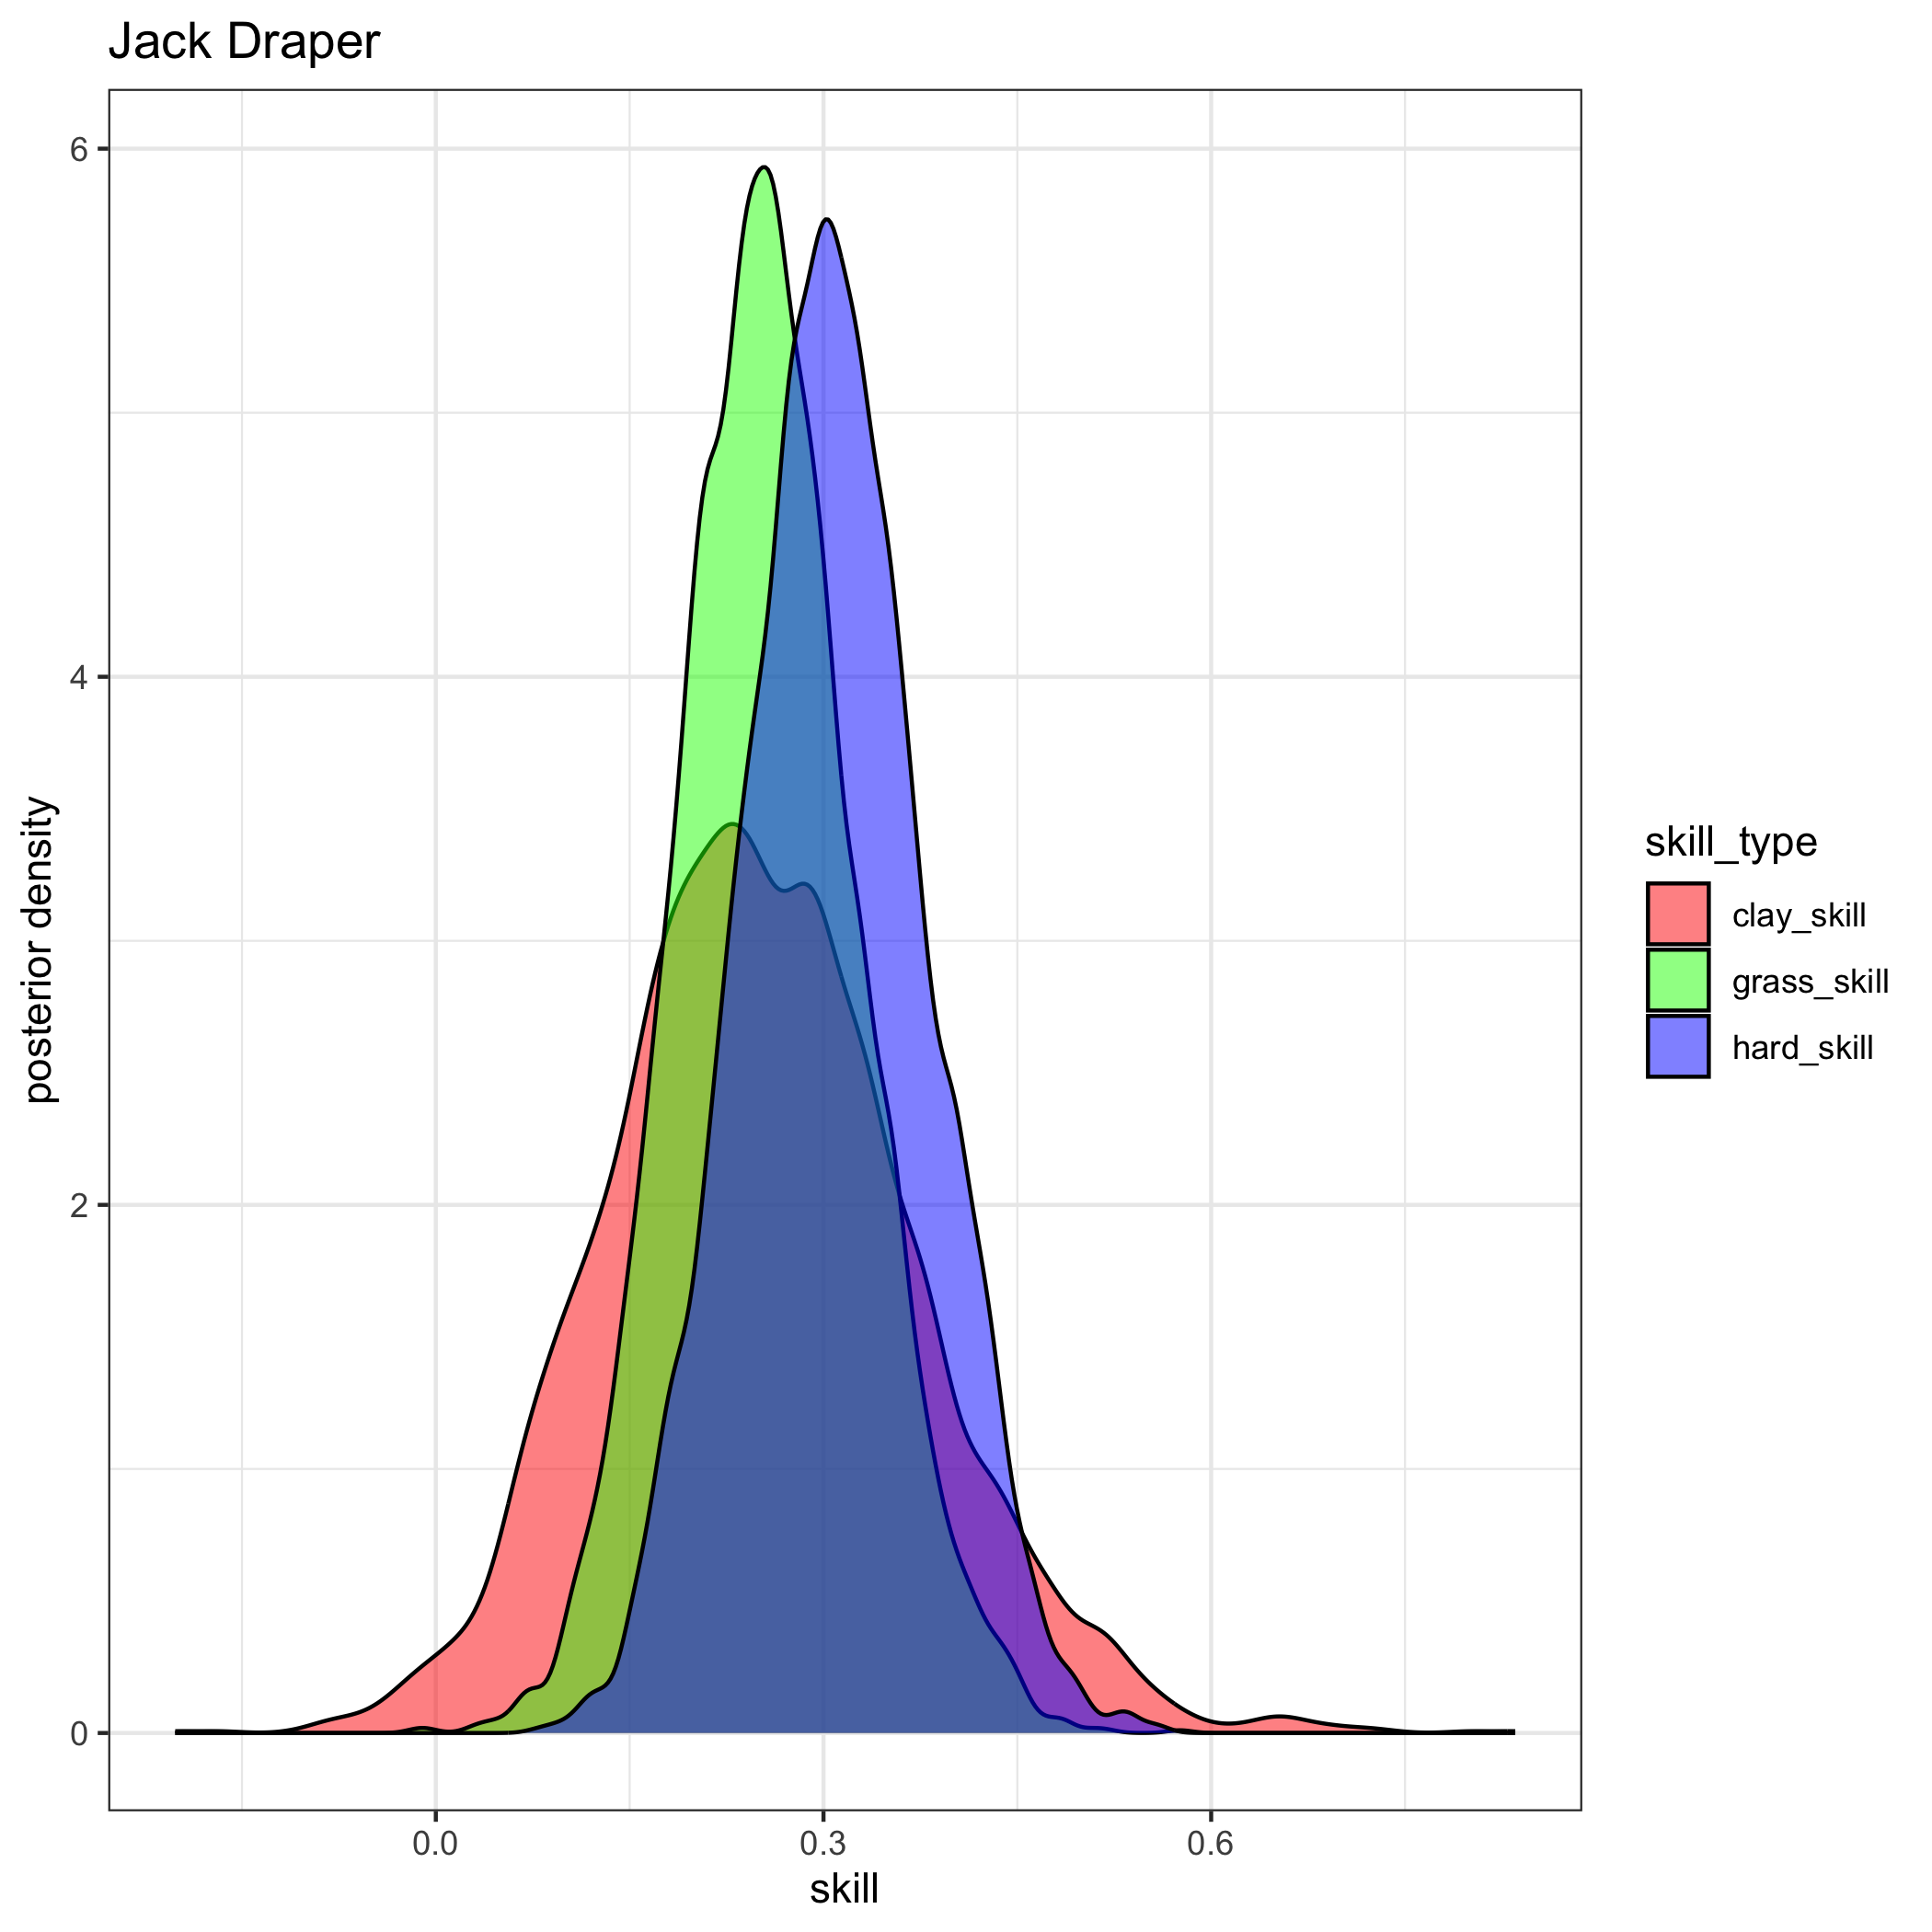 Jack Draper
6
4
2
0
posterior density
0.0 0.3 0.6
skill
skill_type
clay_skill
grass_skill
hard_skill